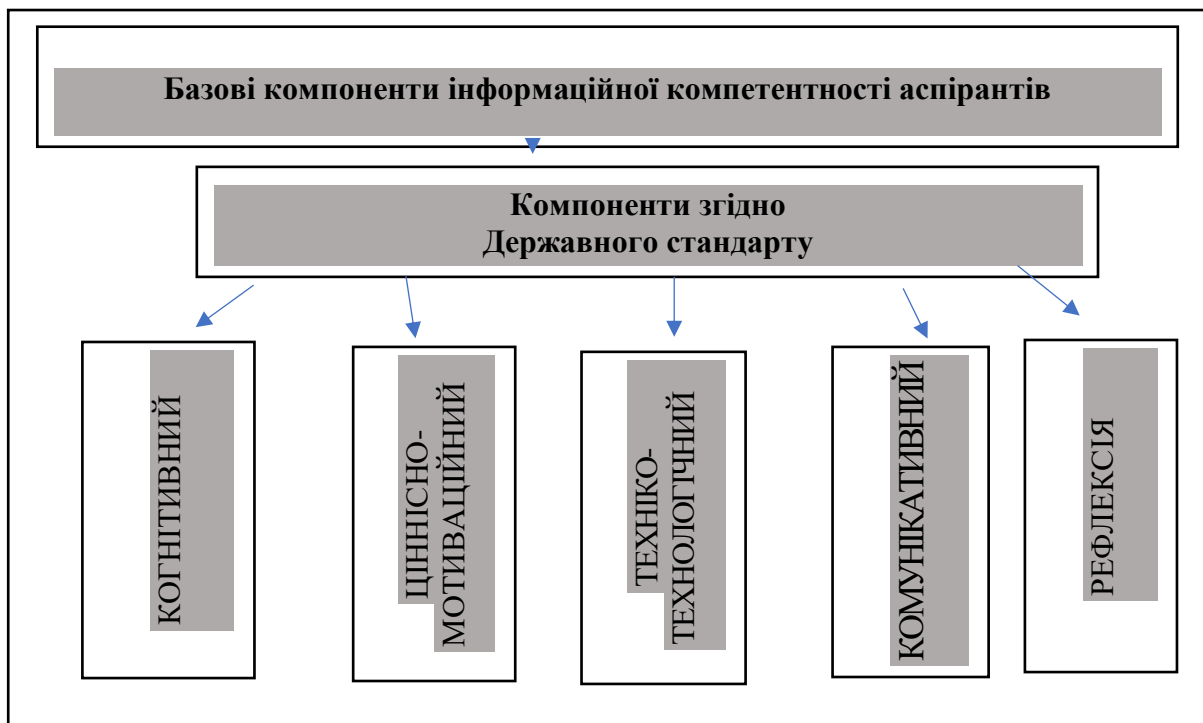 Базові компоненти інформаційної компетентності аспірантів
Компоненти згідно
Державного стандарту
КОГНІТИВНИЙ
ЦІННІСНО-
МОТИВАЦІЙНИЙ
ТЕХНІКО-
ТЕХНОЛОГІЧНИЙ
КОМУНІКАТИВНИЙ
РЕФЛЕКСІЯ